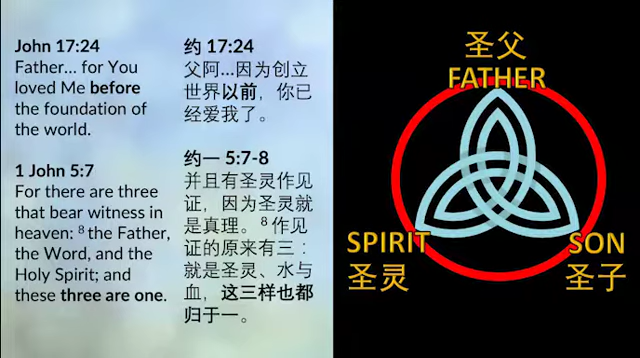 John 17:24
Father... for You
loved Me before
the foundation of
the world.
1 John 5:7
For there are three
that bear witness in
heaven: ⁸ the Father,
the Word, and the
Holy Spirit; and
these three are one.
约 17:24
父阿...因为创立
世界以前，你已
经爱我了。
约一 5:7-8
并且有圣灵作见
证，因为圣灵就
是真理。⁸ 作见
证的原来有三：
就是圣灵、水与
血，这三样也都
归于一。
圣父
FATHER
SPIRIT
圣灵
SON
圣子